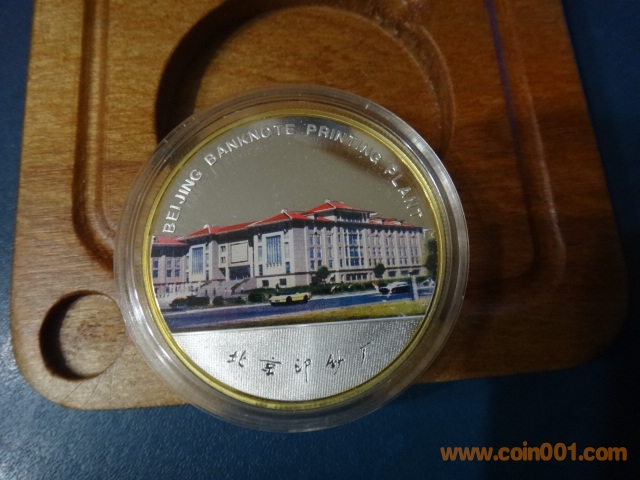 BEIJING BANKNOTE PRINTING PLANT
北京印钞厂
www.coin001.com